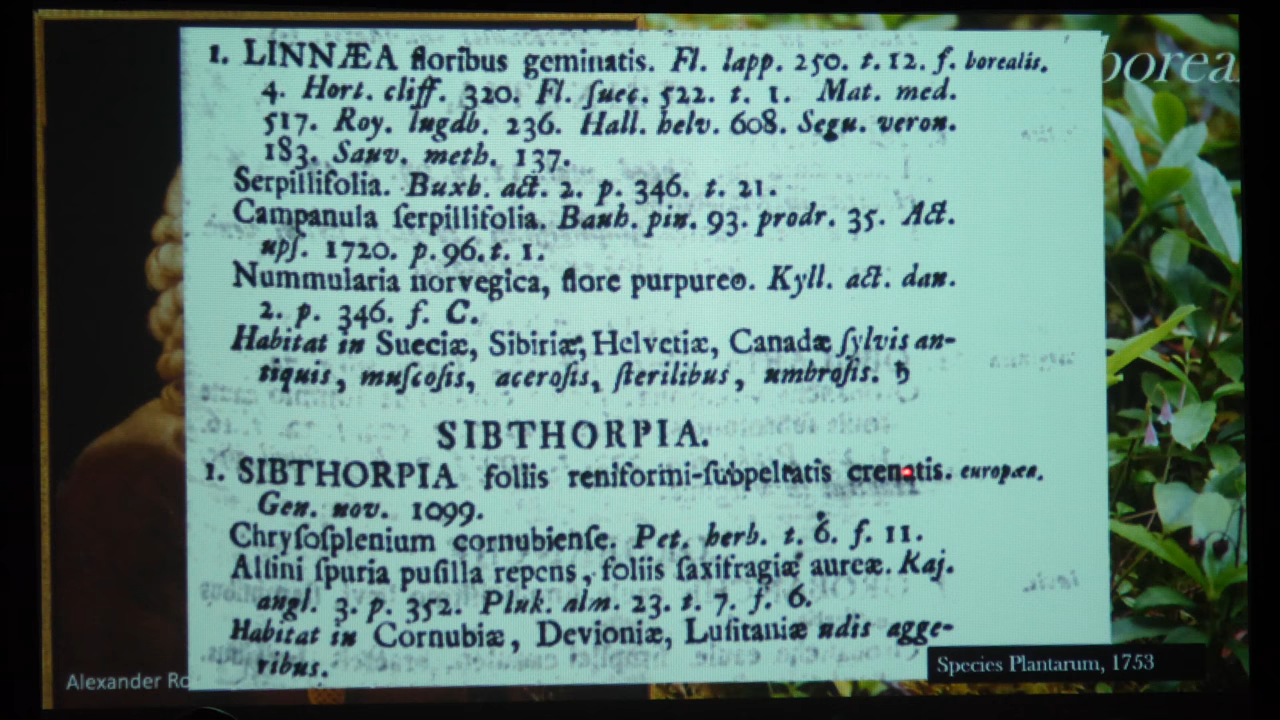 1. LINNÆA floribus geminatis. Fl. lapp. 250. t. 12. f. borealis.
4. Hort. cliff. 320. Fl. ſuec. 522. t. 1. Mat. med.
517. Roy. lugdb. 236. Hall. helv. 608. Segu. veron.
183. Sauv. meth. 137.
Serpillifolia. Buxb. act. 2. p. 346. t. 21.
Campanula ſerpillifolia. Bauh. pin. 93. prodr. 35. Act.
upſ. 1720. p. 96. t. 1.
Nummularia norvegica, flore purpureo. Kyll. act. dan.
2. p. 346. f. C.
Habitat in Sueciæ, Sibiriæ, Helvetiæ, Canadæ ſylvis an-
tiquis, muſcoſis, aceroſis, ſterilibus, umbroſis. ♄
SIBTHORPIA.
1. SIBTHORPIA foliis reniformi-ſubpeltatis crenatis. europæa.
Gen. nov. 1099.
Chryſoſplenium cornubienſe. Pet. herb. t. 6. f. 11.
Alſini ſpuria puſilla repens, foliis ſaxifragiæ aureæ. Raj.
angl. 3. p. 352. Pluk. alm. 23. t. 7. f. 6.
Habitat in Cornubiæ, Devioniæ, Luſitaniæ udis agge-
ribus.
borea
Alexander Ro
Species Plantarum, 1753